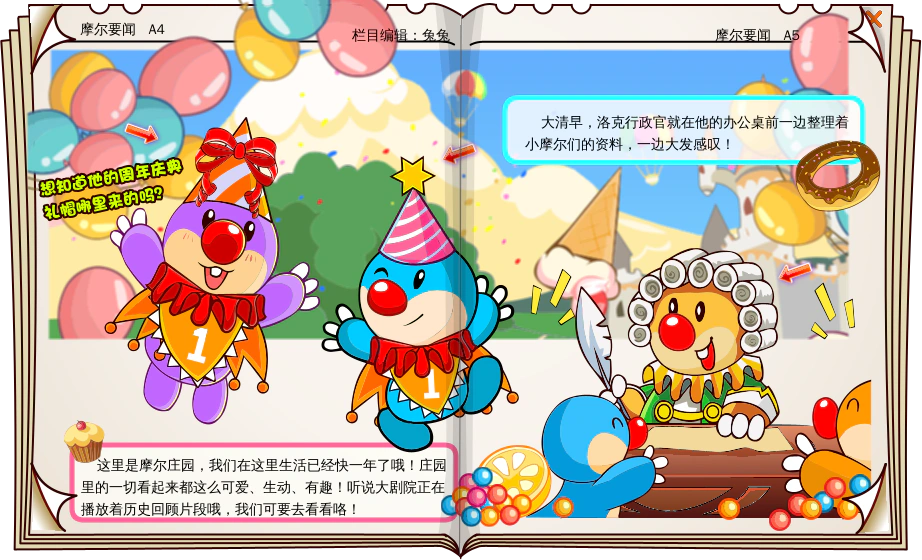 摩尔要闻 A4
栏目编辑：兔兔
想知道他的周年庆典
礼帽哪里来的吗？
1
1
这里是摩尔庄园，我们在这里生活已经快一年了哦！庄园
里的一切看起来都这么可爱、生动、有趣！听说大剧院正在
播放着历史回顾片段哦，我们可要去看看咯！
摩尔要闻 A5
大清早，洛克行政官就在他的办公桌前一边整理着
小摩尔们的资料，一边大发感叹！